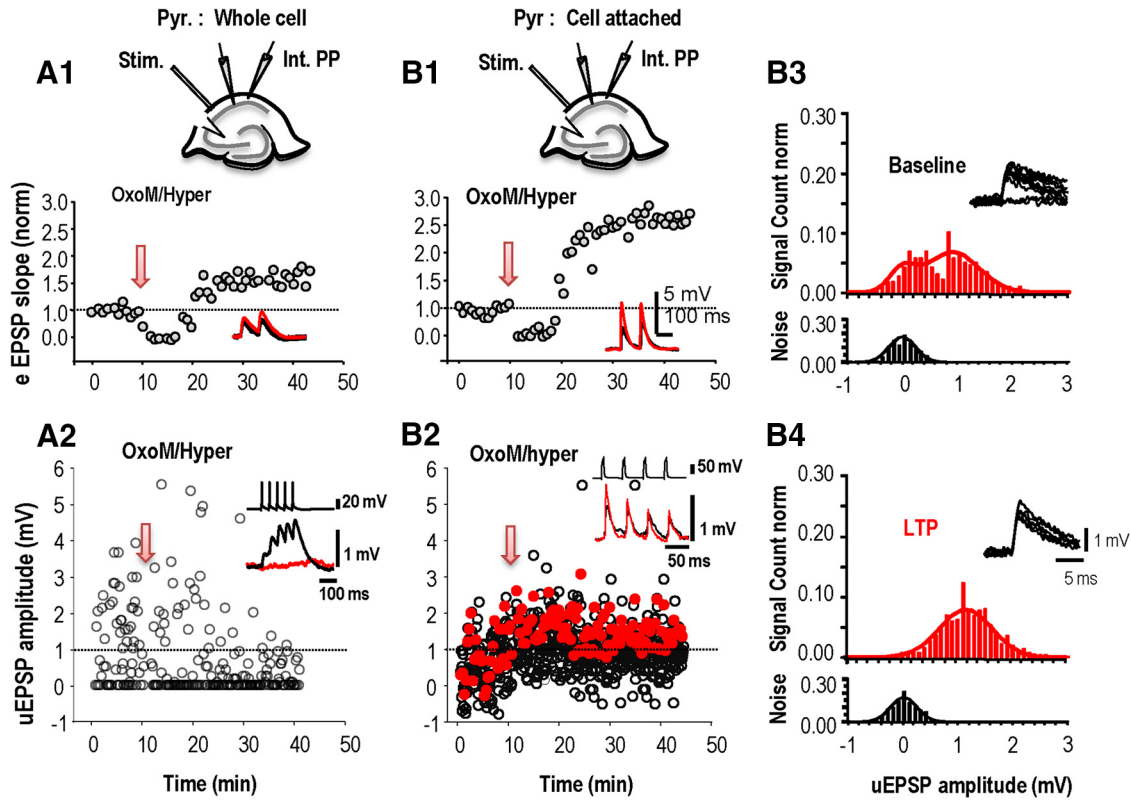 A1
Pyr. : Whole cell
Stim.
Int. PP
e EPSP slope (norm)
3.0
2.5
2.0
1.5
1.0
0.0
OxoM/Hyper
0 10 20 30 40 50
B1
Pyr : Cell attached
Stim.
Int. PP
3.0
2.5
2.0
1.5
1.0
0.0
OxoM/Hyper
5 mV
100 ms
0 10 20 30 40 50
B3
Signal Count norm
0.30
0.20
0.10
0.05
0.00
Baseline
Noise
0.30
0.00
-1 0 1 2 3
A2
OxoM/Hyper
uEPSP amplitude (mV)
6
5
4
3
2
1
0
-1
20 mV
1 mV
100 ms
0 10 20 30 40 50
Time (min)
B2
OxoM/hyper
6
5
4
3
2
1
0
-1
50 mV
1 mV
50 ms
0 10 20 30 40 50
Time (min)
B4
Signal Count norm
0.30
0.20
0.10
0.05
0.00
LTP
1 mV
5 ms
Noise
0.30
0.00
-1 0 1 2 3
uEPSP amplitude (mV)